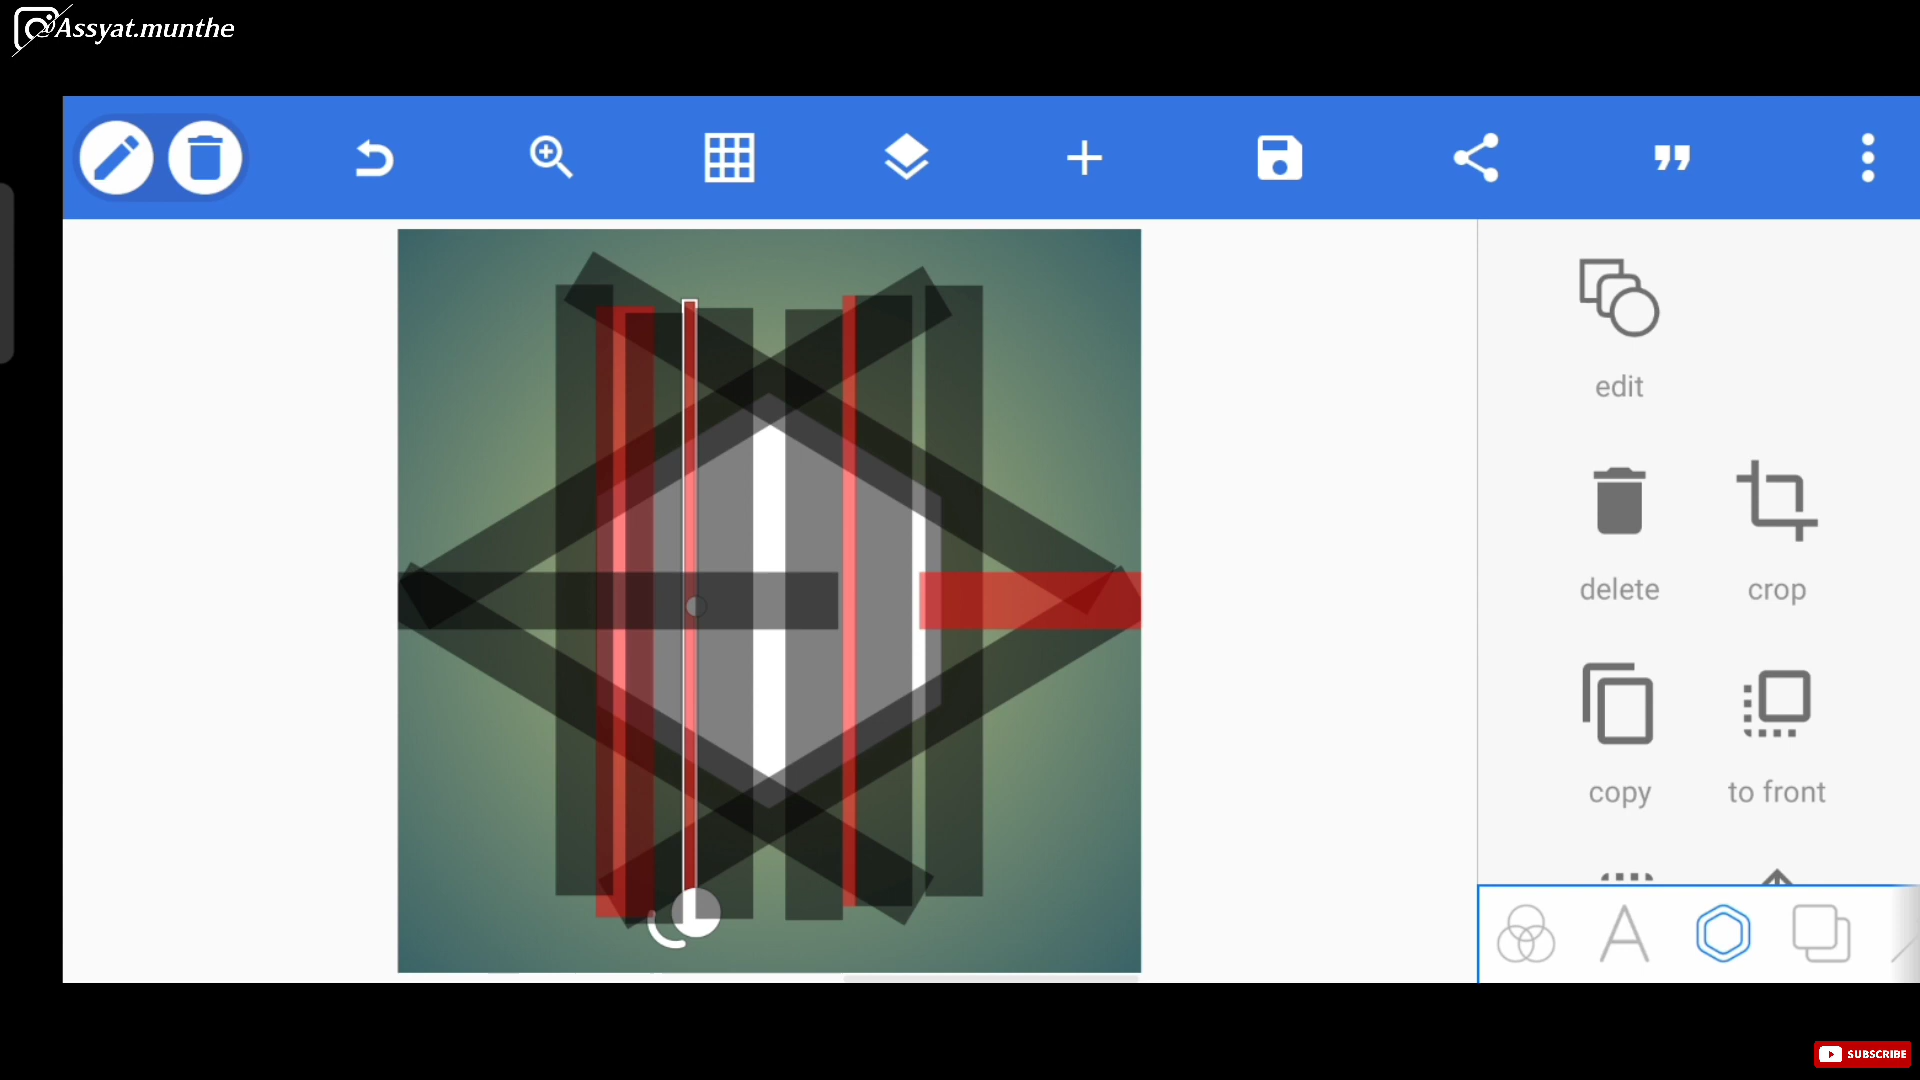 @Assyat.munthe
edit
delete
crop
copy
to front
SUBSCRIBE